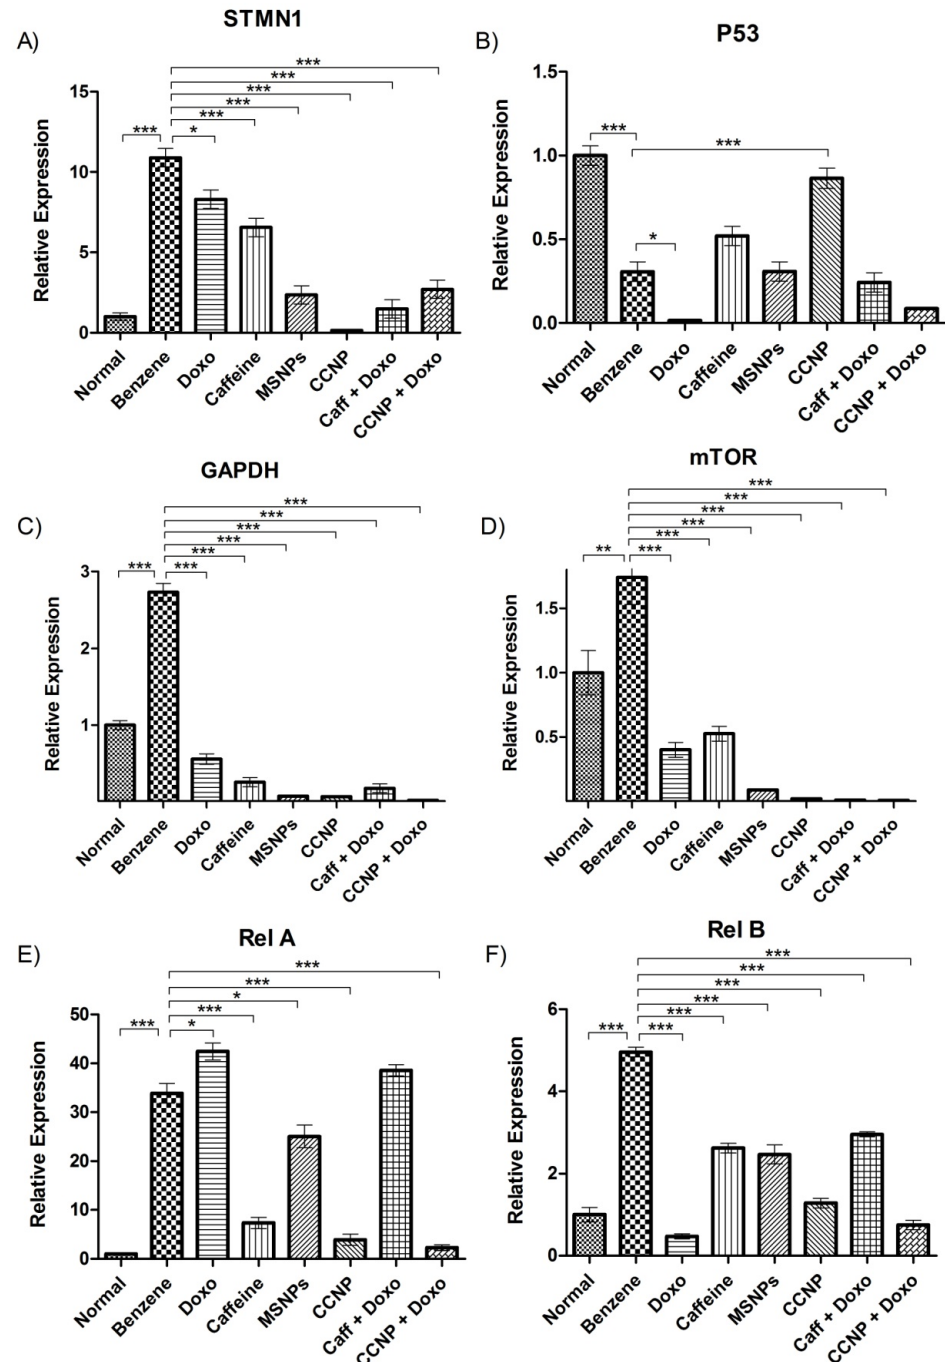 A)
STMN1
***
***
***
***
***
***
*
15
10
5
0
Relative Expression
Normal
Benzene
Doxo
Caffeine
MSNPs
CCNP
Caff + Doxo
CCNP + Doxo
B)
P53
***
***
*
1.5
1.0
0.5
0.0
Relative Expression
Normal
Benzene
Doxo
Caffeine
MSNPs
CCNP
Caff + Doxo
CCNP + Doxo
C)
GAPDH
***
***
***
***
***
***
***
3
2
1
Relative Expression
Normal
Benzene
Doxo
Caffeine
MSNPs
CCNP
Caff + Doxo
CCNP + Doxo
D)
mTOR
***
***
***
***
***
**
***
1.5
1.0
0.5
Relative Expression
Normal
Benzene
Doxo
Caffeine
MSNPs
CCNP
Caff + Doxo
CCNP + Doxo
E)
Rel A
***
***
*
***
***
*
50
40
30
20
10
0
Relative Expression
Normal
Benzene
Doxo
Caffeine
MSNPs
CCNP
Caff + Doxo
CCNP + Doxo
F)
Rel B
***
***
***
***
***
***
***
6
4
2
0
Relative Expression
Normal
Benzene
Doxo
Caffeine
MSNPs
CCNP
Caff + Doxo
CCNP + Doxo